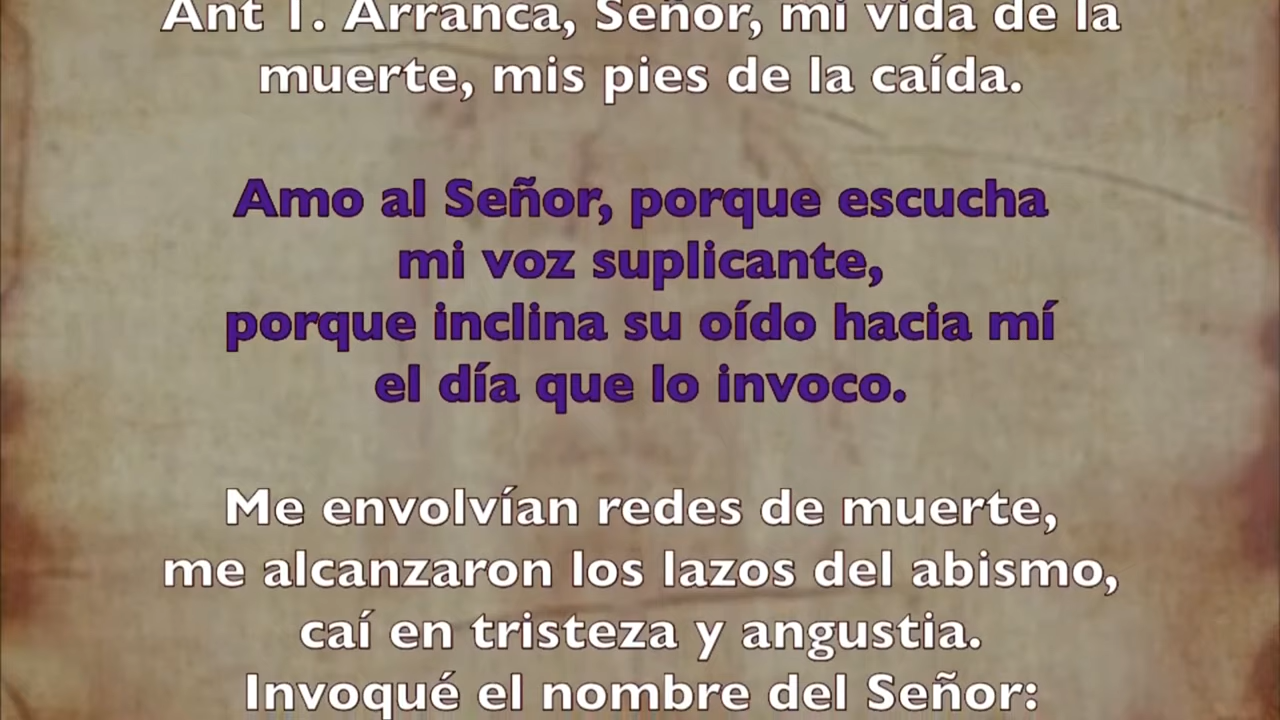 Ant 1. Arranca, Señor, mi vida de la
muerte, mis pies de la caída.
Amo al Señor, porque escucha
mi voz suplicante,
porque inclina su oído hacia mí
el día que lo invoco.
Me envolvían redes de muerte,
me alcanzaron los lazos del abismo,
caí en tristeza y angustia.
Invoqué el nombre del Señor: